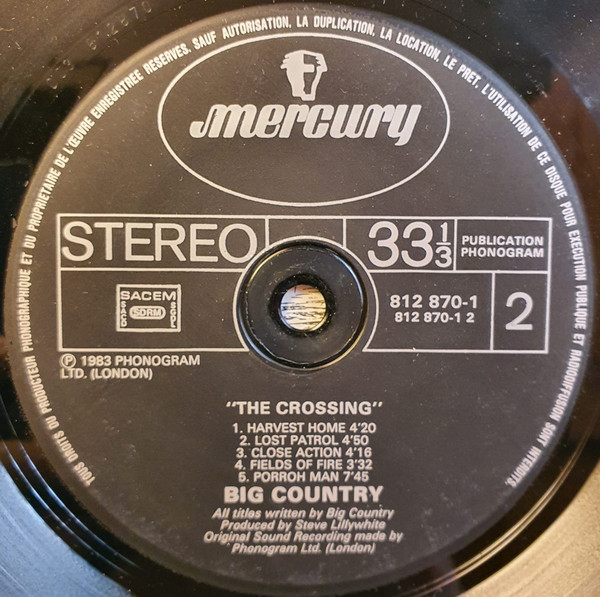 TOUS DROITS DU PRODUCTEUR PHONOGRAPHIQUE ET DU PROPRIETAIRE DE L'ŒUVRE ENREGISTREE RESERVES. SAUF AUTORISATION, LA DUPLICATION, LA LOCATION, LE PRET, L'UTILISATION DE CE DISQUE POUR EXECUTION PUBLIQUE ET RADIODIFFUSION SONT INTERDITS.
mercury
STEREO
33 1/3
PUBLICATION
PHONOGRAM
SACEM
SACD
SDRM
SGDL
812 870-1
812 870-1 2
2
℗ 1983 PHONOGRAM
LTD. (LONDON)
"THE CROSSING"
1. HARVEST HOME 4'20
2. LOST PATROL 4'50
3. CLOSE ACTION 4'16
4. FIELDS OF FIRE 3'32
5. PORROH MAN 7'45
BIG COUNTRY
All titles written by Big Country
Produced by Steve Lillywhite
Original Sound Recording made by
Phonogram Ltd. (London)